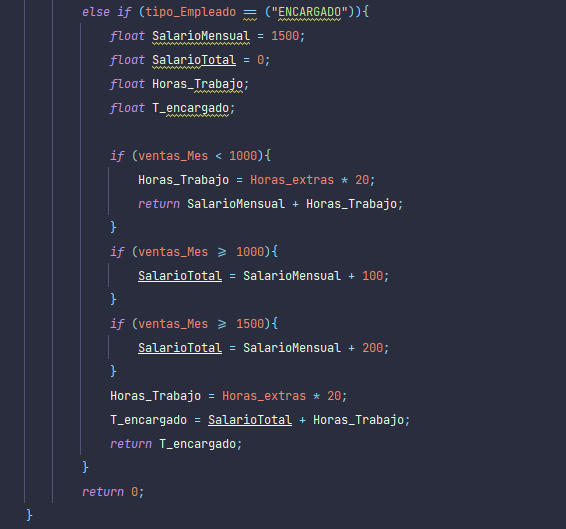 else if (tipo_Empleado == ("ENCARGADO")){
float SalarioMensual = 1500;
float SalarioTotal = 0;
float Horas_Trabajo;
float T_encargado;
if (ventas_Mes < 1000){
Horas_Trabajo = Horas_extras * 20;
return SalarioMensual + Horas_Trabajo;
}
if (ventas_Mes >= 1000){
SalarioTotal = SalarioMensual + 100;
}
if (ventas_Mes >= 1500){
SalarioTotal = SalarioMensual + 200;
}
Horas_Trabajo = Horas_extras * 20;
T_encargado = SalarioTotal + Horas_Trabajo;
return T_encargado;
}
return 0;
}